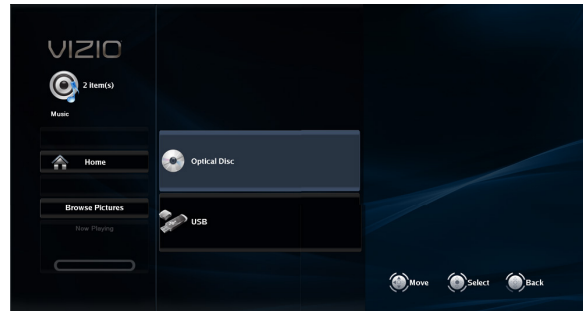 VIZIO
2 Item(s)
Music
Home
Optical Disc
Browse Pictures
USB
Now Playing
Move
Select
Back